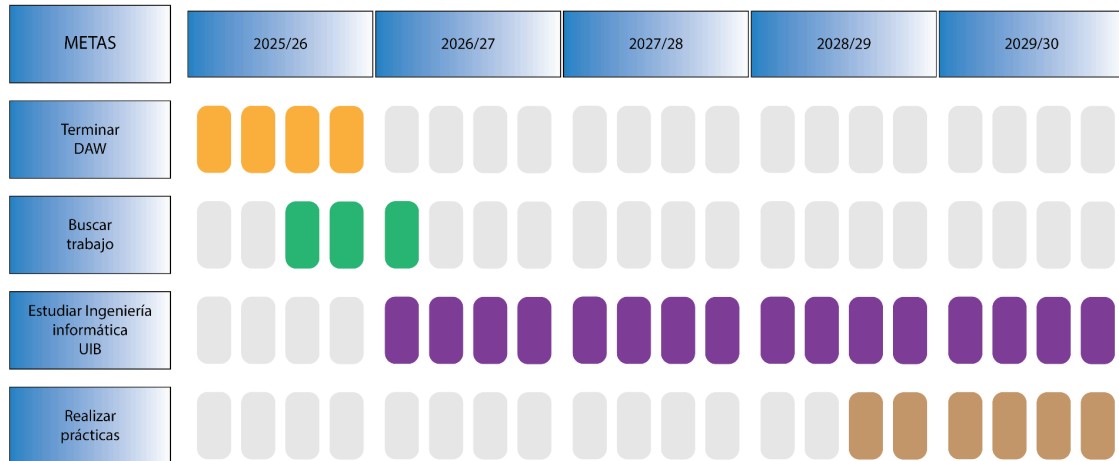 METAS
2025/26
2026/27
2027/28
2028/29
2029/30
Terminar
DAW
Buscar
trabajo
Estudiar Ingeniería
informática
UIB
Realizar
prácticas